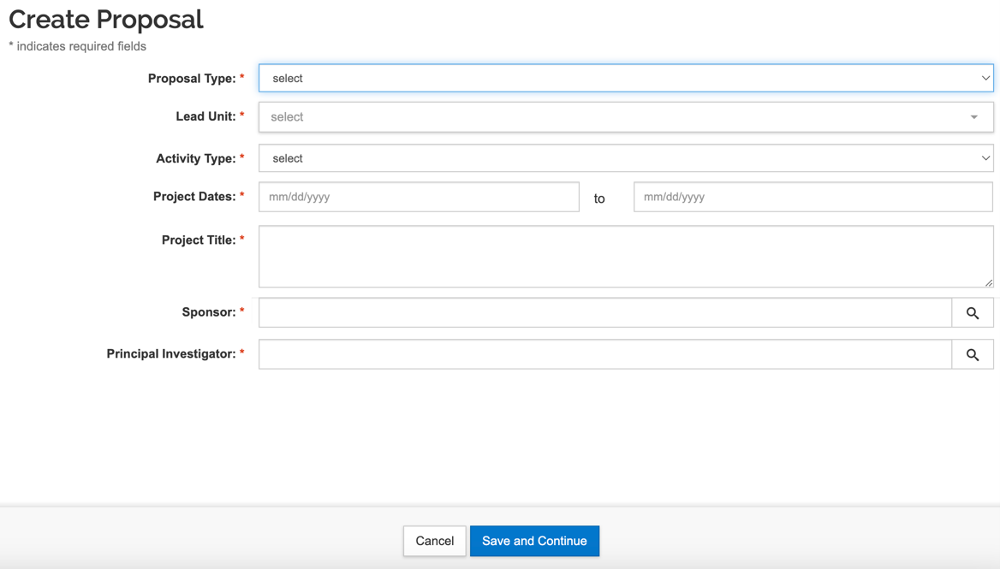 Create Proposal
* indicates required fields
Proposal Type: * select
Lead Unit: * select
Activity Type: * select
Project Dates: * mm/dd/yyyy to mm/dd/yyyy
Project Title: *
Sponsor: *
Principal Investigator: *
Cancel Save and Continue